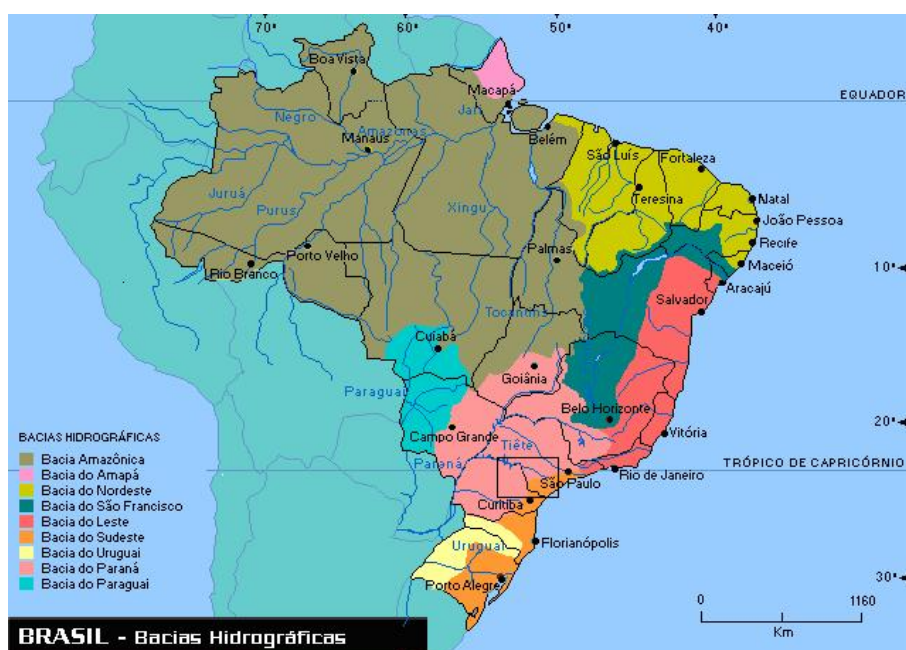 70°
60°
50°
40°
Boa Vista
Macapá
EQUADOR
Jari
Negro
Amazonas
Manaus
Belém
São Luís
Fortaleza
Juruá
Purus
Xingu
Teresina
Natal
João Pessoa
Recife
Porto Velho
Palmas
Rio Branco
Maceió
10°
Aracajú
Salvador
Tocantins
Cuiabá
Goiânia
Paraguai
Belo Horizonte
Vitória
20°
Campo Grande
Tiête
BACIAS HIDROGRÁFICAS
Bacia Amazônica
Bacia do Amapá
Bacia do Nordeste
Bacia do São Francisco
Bacia do Leste
Bacia do Sudeste
Bacia do Uruguai
Bacia do Paraná
Bacia do Paraguai
Paraná
TRÓPICO DE CAPRICÓRNIO
São Paulo
Rio de Janeiro
Curitiba
Uruguai
Florianópolis
Porto Alegre
30°
0
1160
Km
BRASIL - Bacias Hidrográficas